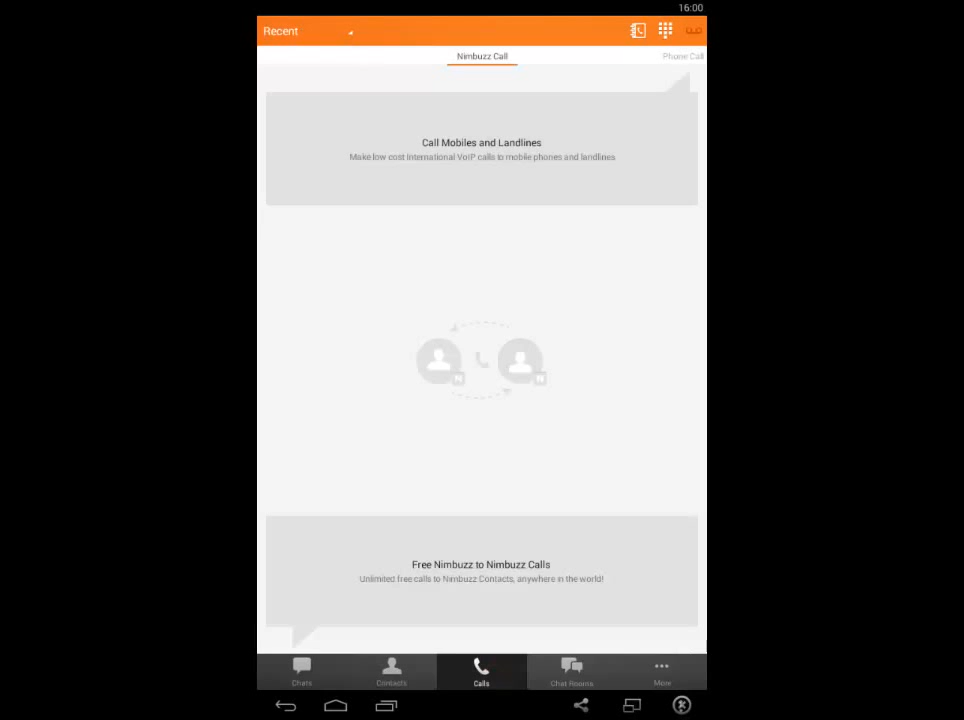 16:00
Recent
Nimbuzz Call
Phone Call
Call Mobiles and Landlines
Make low cost International VoIP calls to mobile phones and landlines
N
N
Free Nimbuzz to Nimbuzz Calls
Unlimited free calls to Nimbuzz Contacts, anywhere in the world!
Chats
Contacts
Calls
Chat Rooms
More